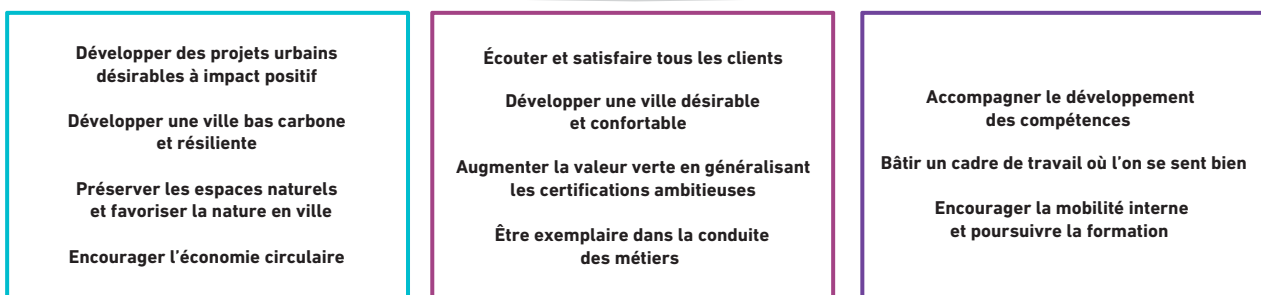 Développer des projets urbains
désirables à impact positif
Développer une ville bas carbone
et résiliente
Préserver les espaces naturels
et favoriser la nature en ville
Encourager l'économie circulaire
Écouter et satisfaire tous les clients
Développer une ville désirable
et confortable
Augmenter la valeur verte en généralisant
les certifications ambitieuses
Être exemplaire dans la conduite
des métiers
Accompagner le développement
des compétences
Bâtir un cadre de travail où l'on se sent bien
Encourager la mobilité interne
et poursuivre la formation